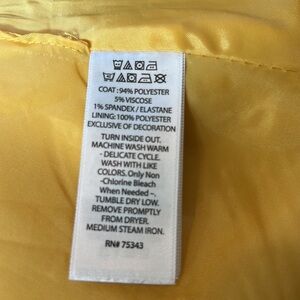 COAT: 94% POLYESTER
5% VISCOSE
1% SPANDEX / ELASTANE
LINING: 100% POLYESTER
EXCLUSIVE OF DECORATION
TURN INSIDE OUT.
MACHINE WASH WARM
- DELICATE CYCLE.
WASH WITH LIKE
COLORS. Only Non
-Chlorine Bleach
When Needed –.
TUMBLE DRY LOW.
REMOVE PROMPTLY
FROM DRYER.
MEDIUM STEAM IRON.
RN# 75343